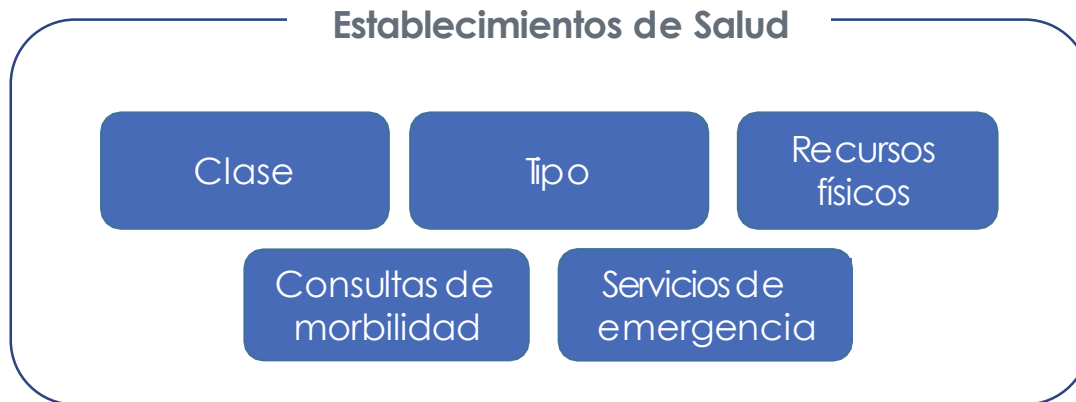 Establecimientos de Salud
Clase
Tipo
Recursos
físicos
Consultas de
morbilidad
Servicios de
emergencia